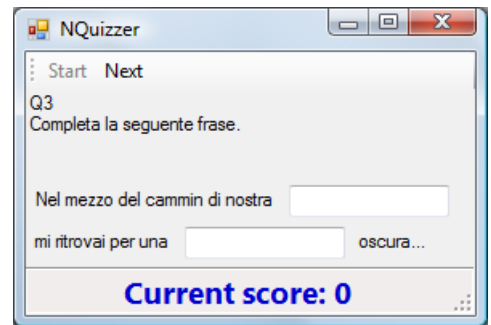 NQuizzer
Start Next
Q3
Completa la seguente frase.
Nel mezzo del cammin di nostra
mi ritrovai per una oscura...
Current score: 0